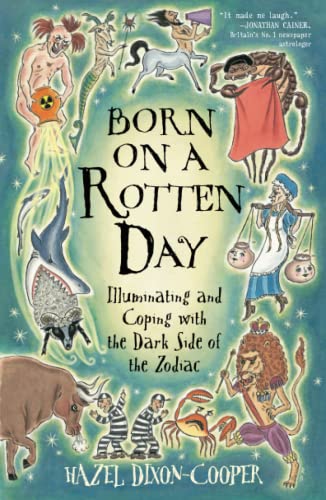 "It made me laugh."
—JONATHAN CAINER,
Britain's No. 1 newspaper
astrologer
BORN
ON A
ROTTEN
DAY
Illuminating and
Coping with
the Dark Side of
the Zodiac
HAZEL DIXON-COOPER